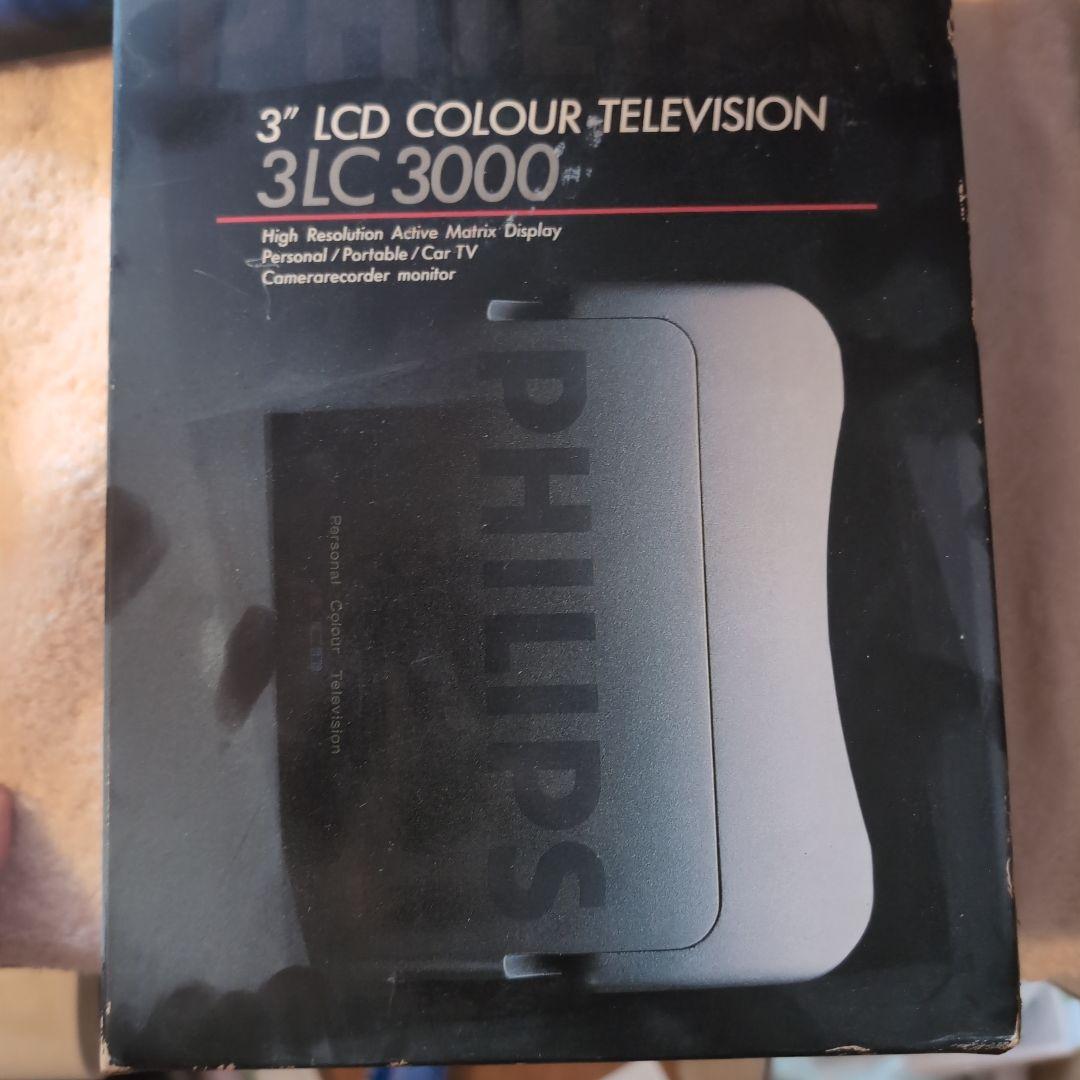 PHILIPS
3" LCD COLOUR TELEVISION
3LC 3000
High Resolution Active Matrix Display
Personal / Portable / Car TV
Camerarecorder monitor
PHILIPS
Personal Colour Television